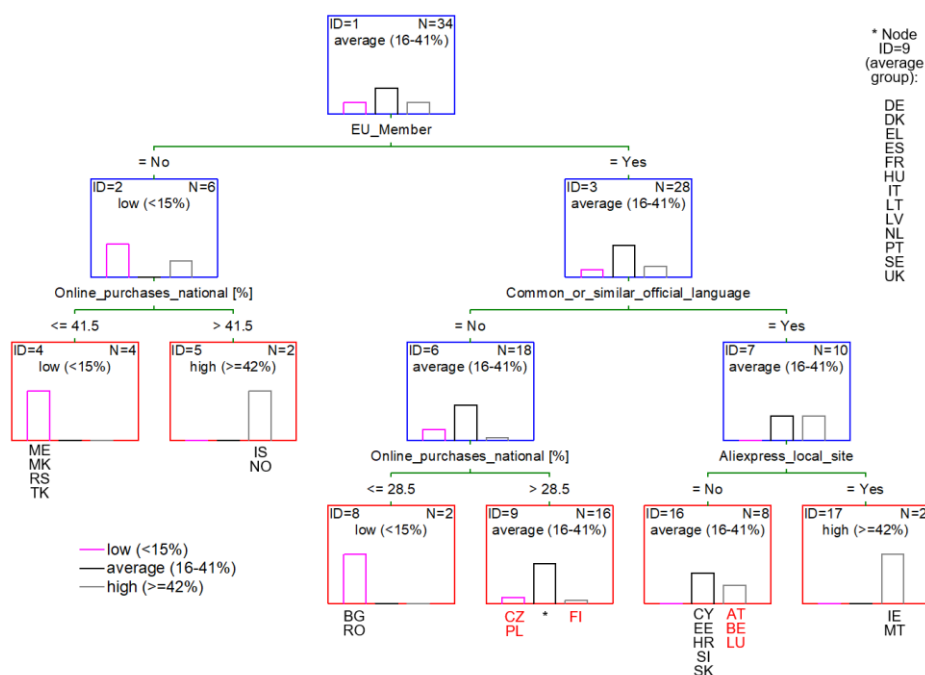 ID=1 N=34
average (16-41%)
EU_Member
= No
= Yes
ID=2 N=6
low (<15%)
Online_purchases_national [%]
ID=3 N=28
average (16-41%)
Common_or_similar_official_language
<= 41.5
> 41.5
= No
= Yes
ID=4 N=4
low (<15%)
ME
MK
RS
TK
ID=5 N=2
high (>=42%)
IS
NO
ID=6 N=18
average (16-41%)
Online_purchases_national [%]
ID=7 N=10
average (16-41%)
Aliexpress_local_site
<= 28.5
> 28.5
= No
= Yes
ID=8 N=2
low (<15%)
BG
RO
ID=9 N=16
average (16-41%)
CZ * FI
PL
ID=16 N=8
average (16-41%)
CY AT
EE BE
HR LU
SI
SK
ID=17 N=2
high (>=42%)
IE
MT
low (<15%)
average (16-41%)
high (>=42%)
* Node
ID=9
(average
group):
DE
DK
EL
ES
FR
HU
IT
LT
LV
NL
PT
SE
UK